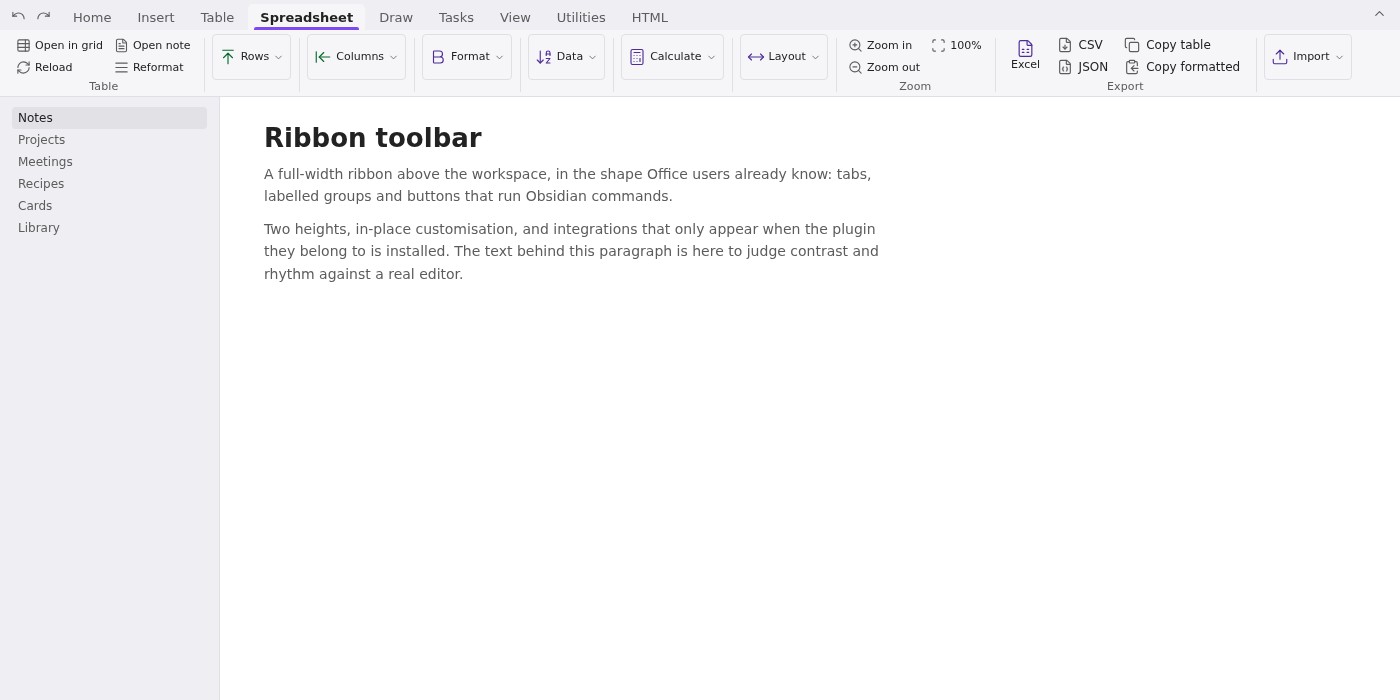 Home Insert Table Spreadsheet Draw Tasks View Utilities HTML
Open in grid Open note Rows Columns Format Data Calculate Layout Zoom in 100% Excel CSV Copy table Import
Reload Reformat Zoom out JSON Copy formatted
Table Zoom Export
Notes
Projects
Meetings
Recipes
Cards
Library
Ribbon toolbar
A full-width ribbon above the workspace, in the shape Office users already know: tabs,
labelled groups and buttons that run Obsidian commands.
Two heights, in-place customisation, and integrations that only appear when the plugin
they belong to is installed. The text behind this paragraph is here to judge contrast and
rhythm against a real editor.